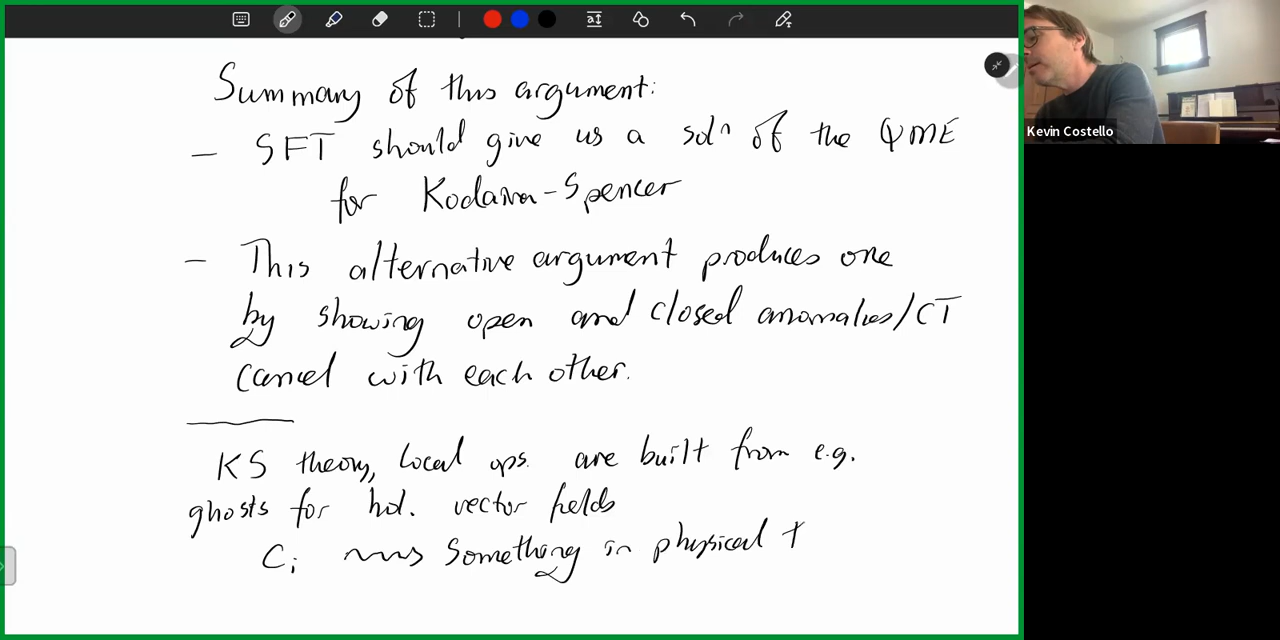 Summary of this argument:
– SFT should give us a solⁿ of the QME
for Kodaira-Spencer
– This alternative argument produces one
by showing open and closed anomalies/CT
cancel with each other.
KS theory, local ops. are built from e.g.
ghosts for hol. vector fields
Ci ⇝ something in physical t
Kevin Costello